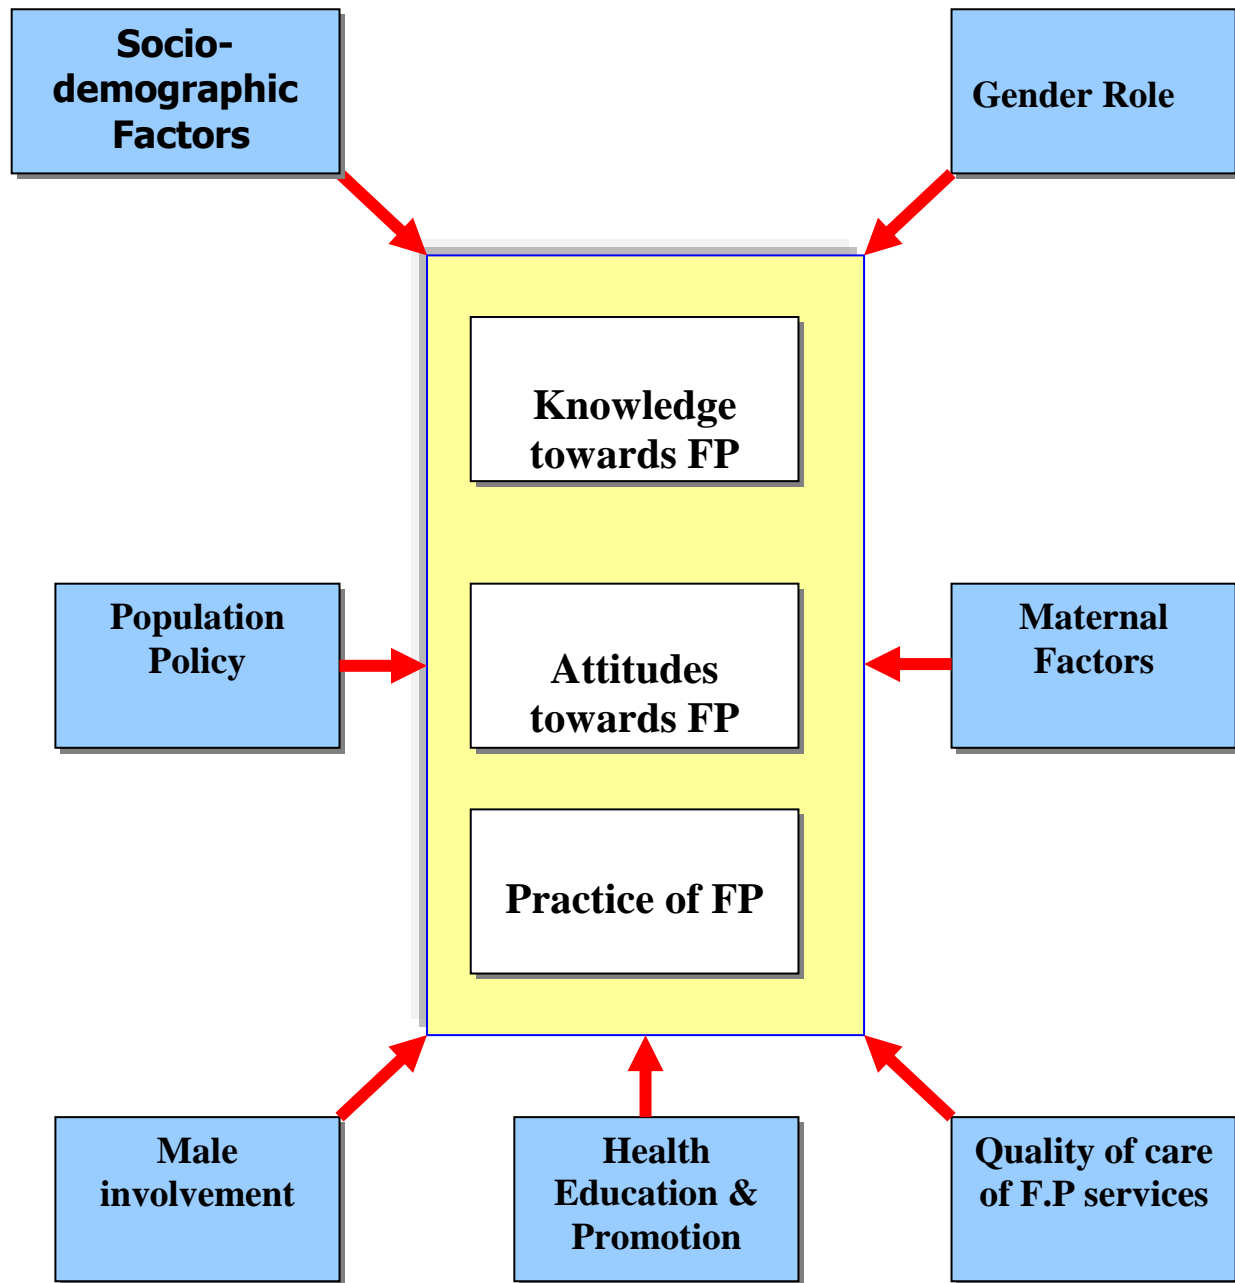 Socio-
demographic
Factors
Gender Role
Knowledge
towards FP
Population
Policy
Attitudes
towards FP
Maternal
Factors
Practice of FP
Male
involvement
Health
Education &
Promotion
Quality of care
of F.P services